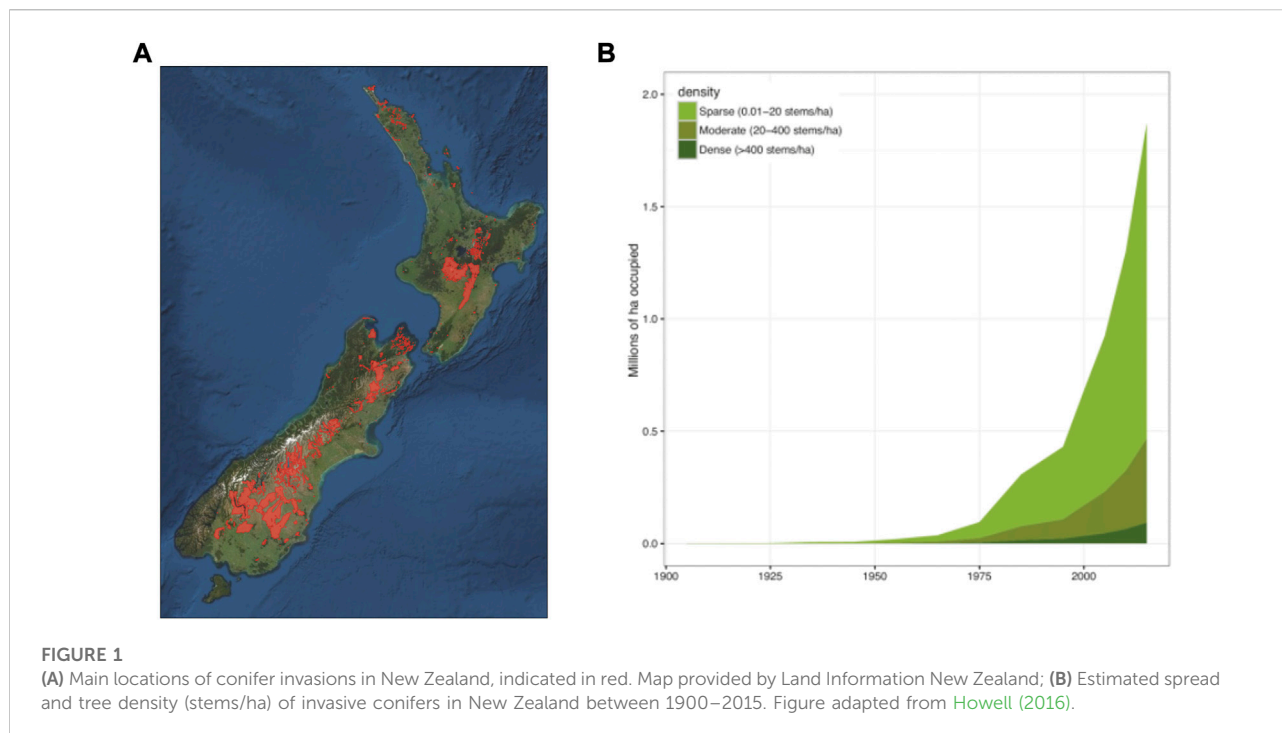 A
B
density
Sparse (0.01–20 stems/ha)
Moderate (20–400 stems/ha)
Dense (>400 stems/ha)
Millions of ha occupied
2.0
1.5
1.0
0.5
0.0
1900
1925
1950
1975
2000
FIGURE 1
(A) Main locations of conifer invasions in New Zealand, indicated in red. Map provided by Land Information New Zealand; (B) Estimated spread
and tree density (stems/ha) of invasive conifers in New Zealand between 1900–2015. Figure adapted from Howell (2016).